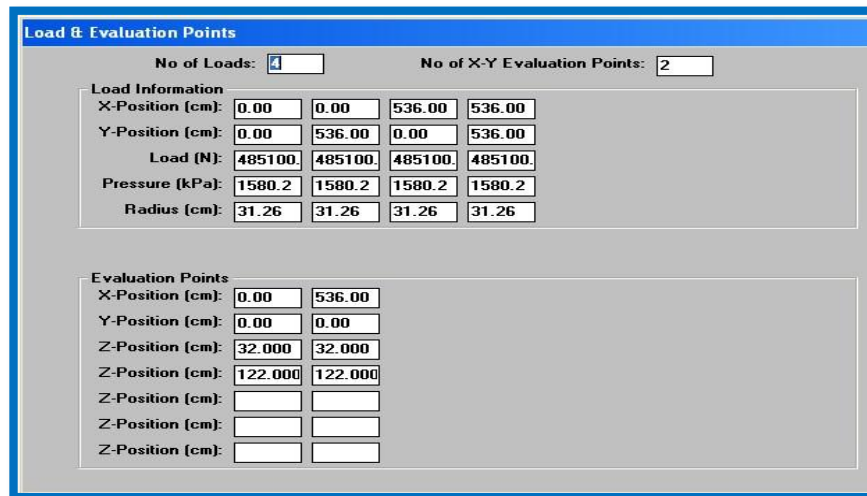 Load & Evaluation Points
No of Loads: 4 No of X-Y Evaluation Points: 2
Load Information
X-Position (cm): 0.00 0.00 536.00 536.00
Y-Position (cm): 0.00 536.00 0.00 536.00
Load (N): 485100. 485100. 485100. 485100.
Pressure (kPa): 1580.2 1580.2 1580.2 1580.2
Radius (cm): 31.26 31.26 31.26 31.26
Evaluation Points
X-Position (cm): 0.00 536.00
Y-Position (cm): 0.00 0.00
Z-Position (cm): 32.000 32.000
Z-Position (cm): 122.000 122.000
Z-Position (cm):
Z-Position (cm):
Z-Position (cm):